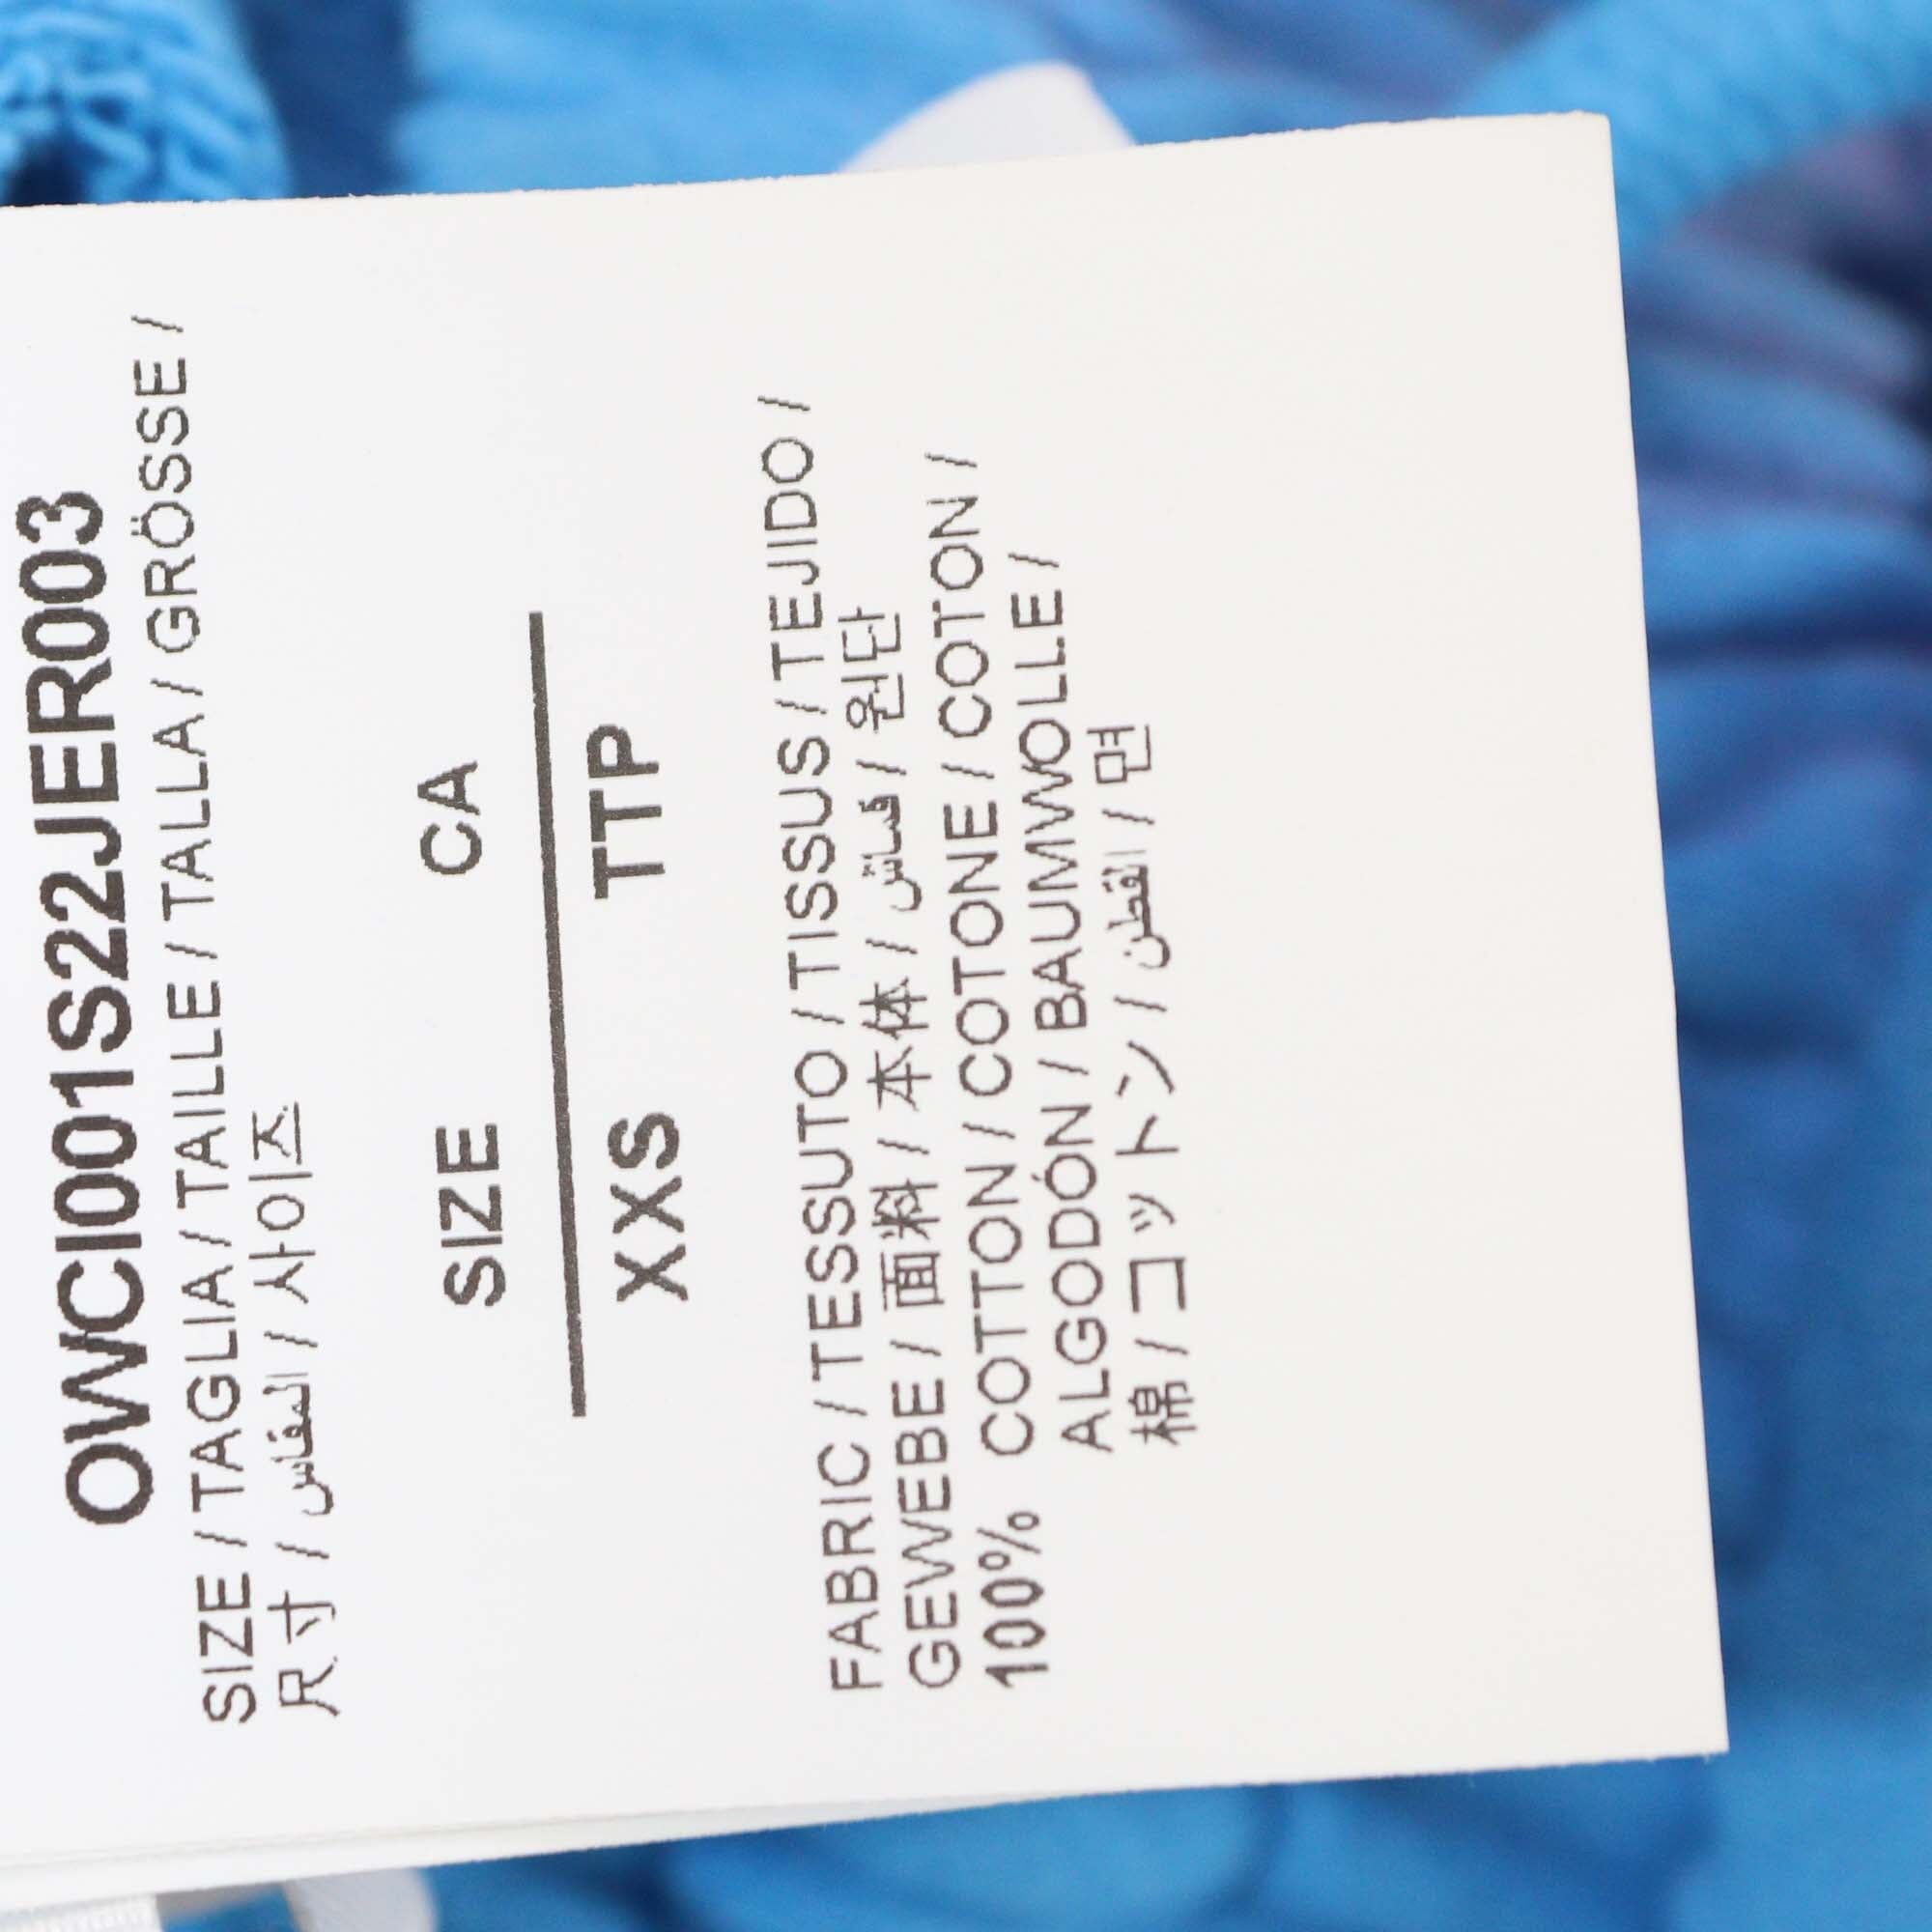 OWCI001S22JER003
SIZE / TAGLIA / TAILLE / TALLA / GRÖSSE /
尺寸 / المقاس / 사이즈
SIZE CA
XXS TTP
FABRIC / TESSUTO / TISSUS / TEJIDO /
GEWEBE / 面料 / 本体 / قماش / 원단
100% COTTON / COTONE / COTON /
ALGODÓN / BAUMWOLLE /
棉 / コットン / القطن / 면